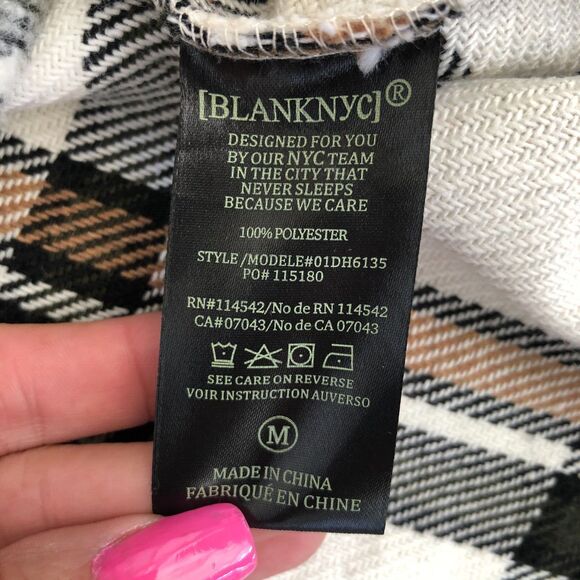 [BLANKNYC]®
DESIGNED FOR YOU
BY OUR NYC TEAM
IN THE CITY THAT
NEVER SLEEPS
BECAUSE WE CARE
100% POLYESTER
STYLE/MODELE#01DH6135
PO# 115180
RN#114542/No de RN 114542
CA#07043/No de CA 07043
SEE CARE ON REVERSE
VOIR INSTRUCTION AUVERSO
M
MADE IN CHINA
FABRIQUÉ EN CHINE